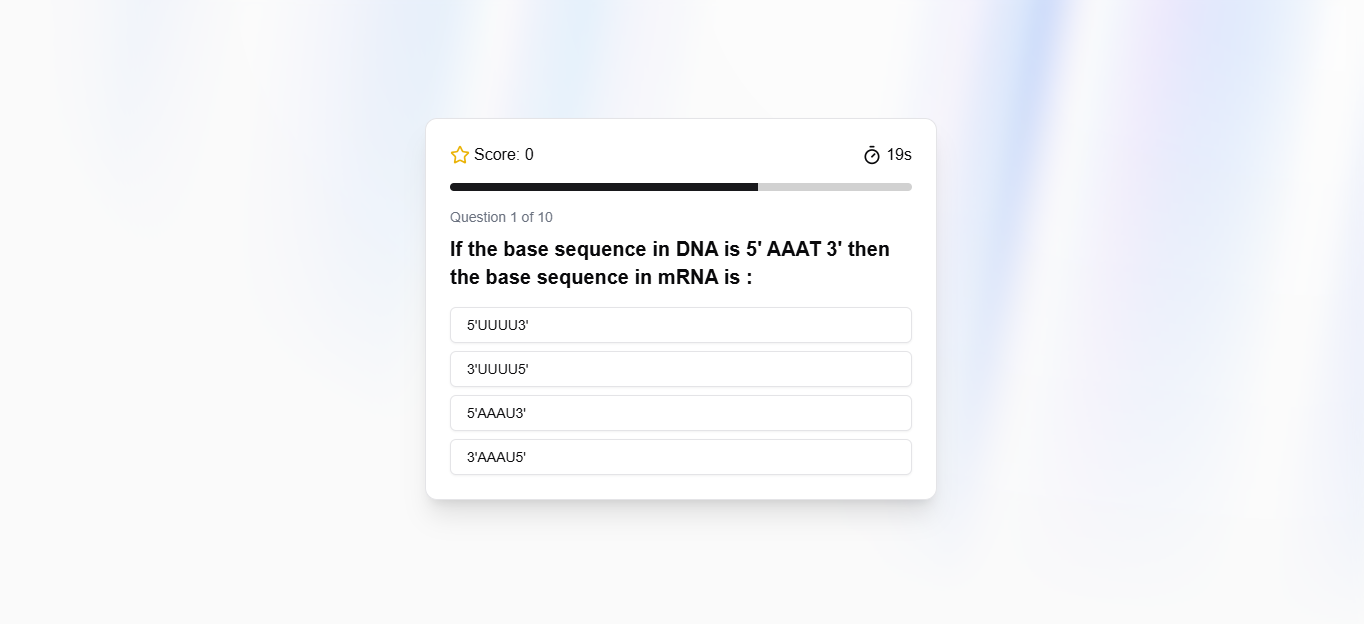 Score: 0
19s
Question 1 of 10
If the base sequence in DNA is 5' AAAT 3' then
the base sequence in mRNA is :
5'UUUU3'
3'UUUU5'
5'AAAU3'
3'AAAU5'